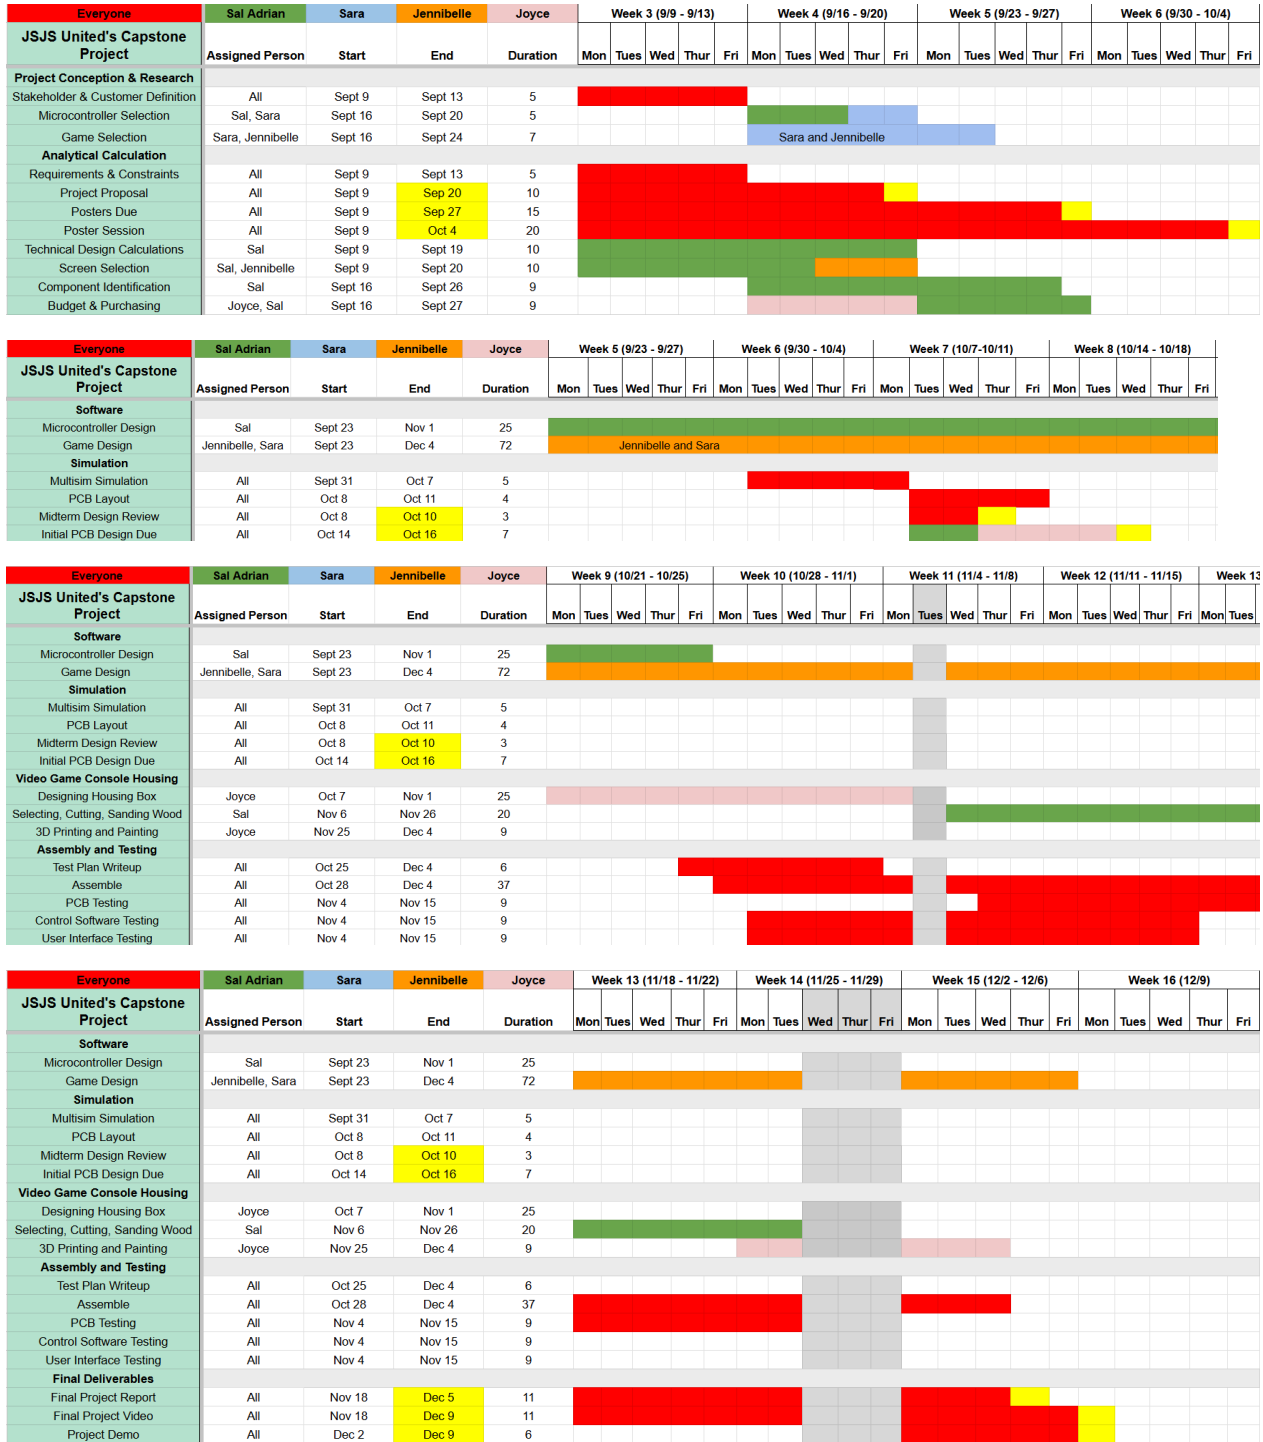 Everyone Sal Adrian Sara Jennibelle Joyce Week 3 (9/9 - 9/13) Week 4 (9/16 - 9/20) Week 5 (9/23 - 9/27) Week 6 (9/30 - 10/4)
JSJS United's Capstone
Project Assigned Person Start End Duration Mon Tues Wed Thur Fri Mon Tues Wed Thur Fri Mon Tues Wed Thur Fri Mon Tues Wed Thur Fri
Project Conception & Research
Stakeholder & Customer Definition All Sept 9 Sept 13 5
Microcontroller Selection Sal, Sara Sept 16 Sept 20 5
Game Selection Sara, Jennibelle Sept 16 Sept 24 7 Sara and Jennibelle
Analytical Calculation
Requirements & Constraints All Sept 9 Sept 13 5
Project Proposal All Sept 9 Sep 20 10
Posters Due All Sept 9 Sep 27 15
Poster Session All Sept 9 Oct 4 20
Technical Design Calculations Sal Sept 9 Sept 19 10
Screen Selection Sal, Jennibelle Sept 9 Sept 20 10
Component Identification Sal Sept 16 Sept 26 9
Budget & Purchasing Joyce, Sal Sept 16 Sept 27 9
Everyone Sal Adrian Sara Jennibelle Joyce Week 5 (9/23 - 9/27) Week 6 (9/30 - 10/4) Week 7 (10/7-10/11) Week 8 (10/14 - 10/18)
JSJS United's Capstone
Project Assigned Person Start End Duration Mon Tues Wed Thur Fri Mon Tues Wed Thur Fri Mon Tues Wed Thur Fri Mon Tues Wed Thur Fri
Software
Microcontroller Design Sal Sept 23 Nov 1 25
Game Design Jennibelle, Sara Sept 23 Dec 4 72 Jennibelle and Sara
Simulation
Multisim Simulation All Sept 31 Oct 7 5
PCB Layout All Oct 8 Oct 11 4
Midterm Design Review All Oct 8 Oct 10 3
Initial PCB Design Due All Oct 14 Oct 16 7
Everyone Sal Adrian Sara Jennibelle Joyce Week 9 (10/21 - 10/25) Week 10 (10/28 - 11/1) Week 11 (11/4 - 11/8) Week 12 (11/11 - 11/15) Week 13
JSJS United's Capstone
Project Assigned Person Start End Duration Mon Tues Wed Thur Fri Mon Tues Wed Thur Fri Mon Tues Wed Thur Fri Mon Tues Wed Thur Fri Mon Tues
Software
Microcontroller Design Sal Sept 23 Nov 1 25
Game Design Jennibelle, Sara Sept 23 Dec 4 72
Simulation
Multisim Simulation All Sept 31 Oct 7 5
PCB Layout All Oct 8 Oct 11 4
Midterm Design Review All Oct 8 Oct 10 3
Initial PCB Design Due All Oct 14 Oct 16 7
Video Game Console Housing
Designing Housing Box Joyce Oct 7 Nov 1 25
Selecting, Cutting, Sanding Wood Sal Nov 6 Nov 26 20
3D Printing and Painting Joyce Nov 25 Dec 4 9
Assembly and Testing
Test Plan Writeup All Oct 25 Dec 4 6
Assemble All Oct 28 Dec 4 37
PCB Testing All Nov 4 Nov 15 9
Control Software Testing All Nov 4 Nov 15 9
User Interface Testing All Nov 4 Nov 15 9
Everyone Sal Adrian Sara Jennibelle Joyce Week 13 (11/18 - 11/22) Week 14 (11/25 - 11/29) Week 15 (12/2 - 12/6) Week 16 (12/9)
JSJS United's Capstone
Project Assigned Person Start End Duration Mon Tues Wed Thur Fri Mon Tues Wed Thur Fri Mon Tues Wed Thur Fri Mon Tues Wed Thur Fri
Software
Microcontroller Design Sal Sept 23 Nov 1 25
Game Design Jennibelle, Sara Sept 23 Dec 4 72
Simulation
Multisim Simulation All Sept 31 Oct 7 5
PCB Layout All Oct 8 Oct 11 4
Midterm Design Review All Oct 8 Oct 10 3
Initial PCB Design Due All Oct 14 Oct 16 7
Video Game Console Housing
Designing Housing Box Joyce Oct 7 Nov 1 25
Selecting, Cutting, Sanding Wood Sal Nov 6 Nov 26 20
3D Printing and Painting Joyce Nov 25 Dec 4 9
Assembly and Testing
Test Plan Writeup All Oct 25 Dec 4 6
Assemble All Oct 28 Dec 4 37
PCB Testing All Nov 4 Nov 15 9
Control Software Testing All Nov 4 Nov 15 9
User Interface Testing All Nov 4 Nov 15 9
Final Deliverables
Final Project Report All Nov 18 Dec 5 11
Final Project Video All Nov 18 Dec 9 11
Project Demo All Dec 2 Dec 9 6